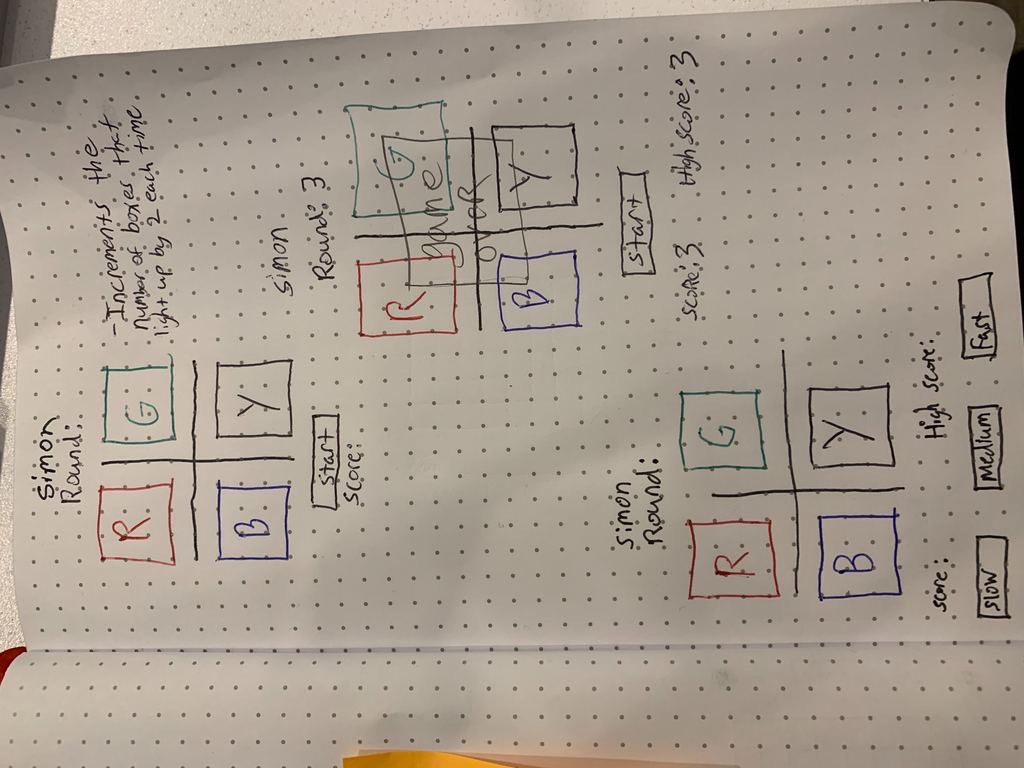 Simon
Round:
R G
B Y
Start
Score:
- Increments the
number of boxes that
light up by 2 each time
Simon
Round: 3
R G
game
over
B Y
Start
Score: 3 High score: 3
Simon
Round:
R G
B Y
score: High score:
slow Medium Fast